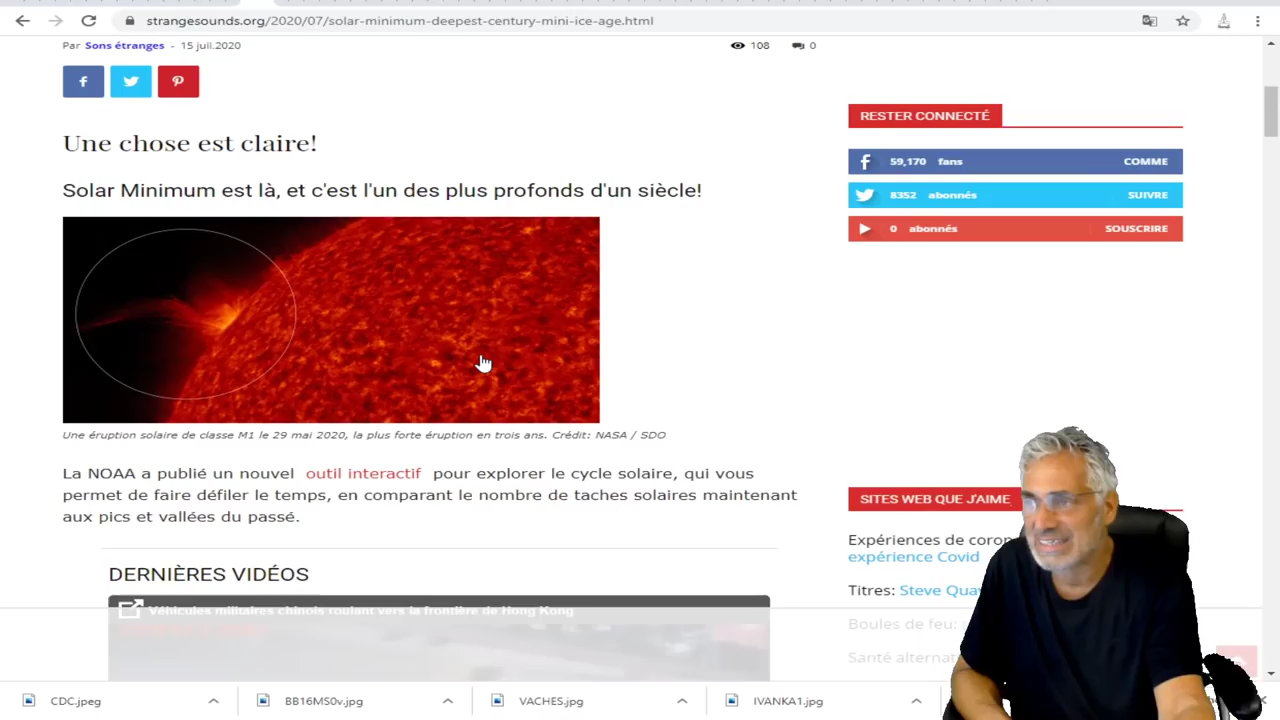 strangesounds.org/2020/07/solar-minimum-deepest-century-mini-ice-age.html
Par Sons étranges - 15 juil.2020
108
0
Une chose est claire!
Solar Minimum est là, et c'est l'un des plus profonds d'un siècle!
Une éruption solaire de classe M1 le 29 mai 2020, la plus forte éruption en trois ans. Crédit: NASA / SDO
La NOAA a publié un nouvel outil interactif pour explorer le cycle solaire, qui vous
permet de faire défiler le temps, en comparant le nombre de taches solaires maintenant
aux pics et vallées du passé.
DERNIÈRES VIDÉOS
Véhicules militaires chinois roulant vers la frontière de Hong Kong
RESTER CONNECTÉ
59,170 fans COMME
8352 abonnés SUIVRE
0 abonnés SOUSCRIRE
SITES WEB QUE J'AIME
Expériences de
expérience Covid
Titres: Steve
Boules de feu:
Santé
CDC.jpeg
BB16MS0v.jpg
VACHES.jpg
IVANKA1.jpg